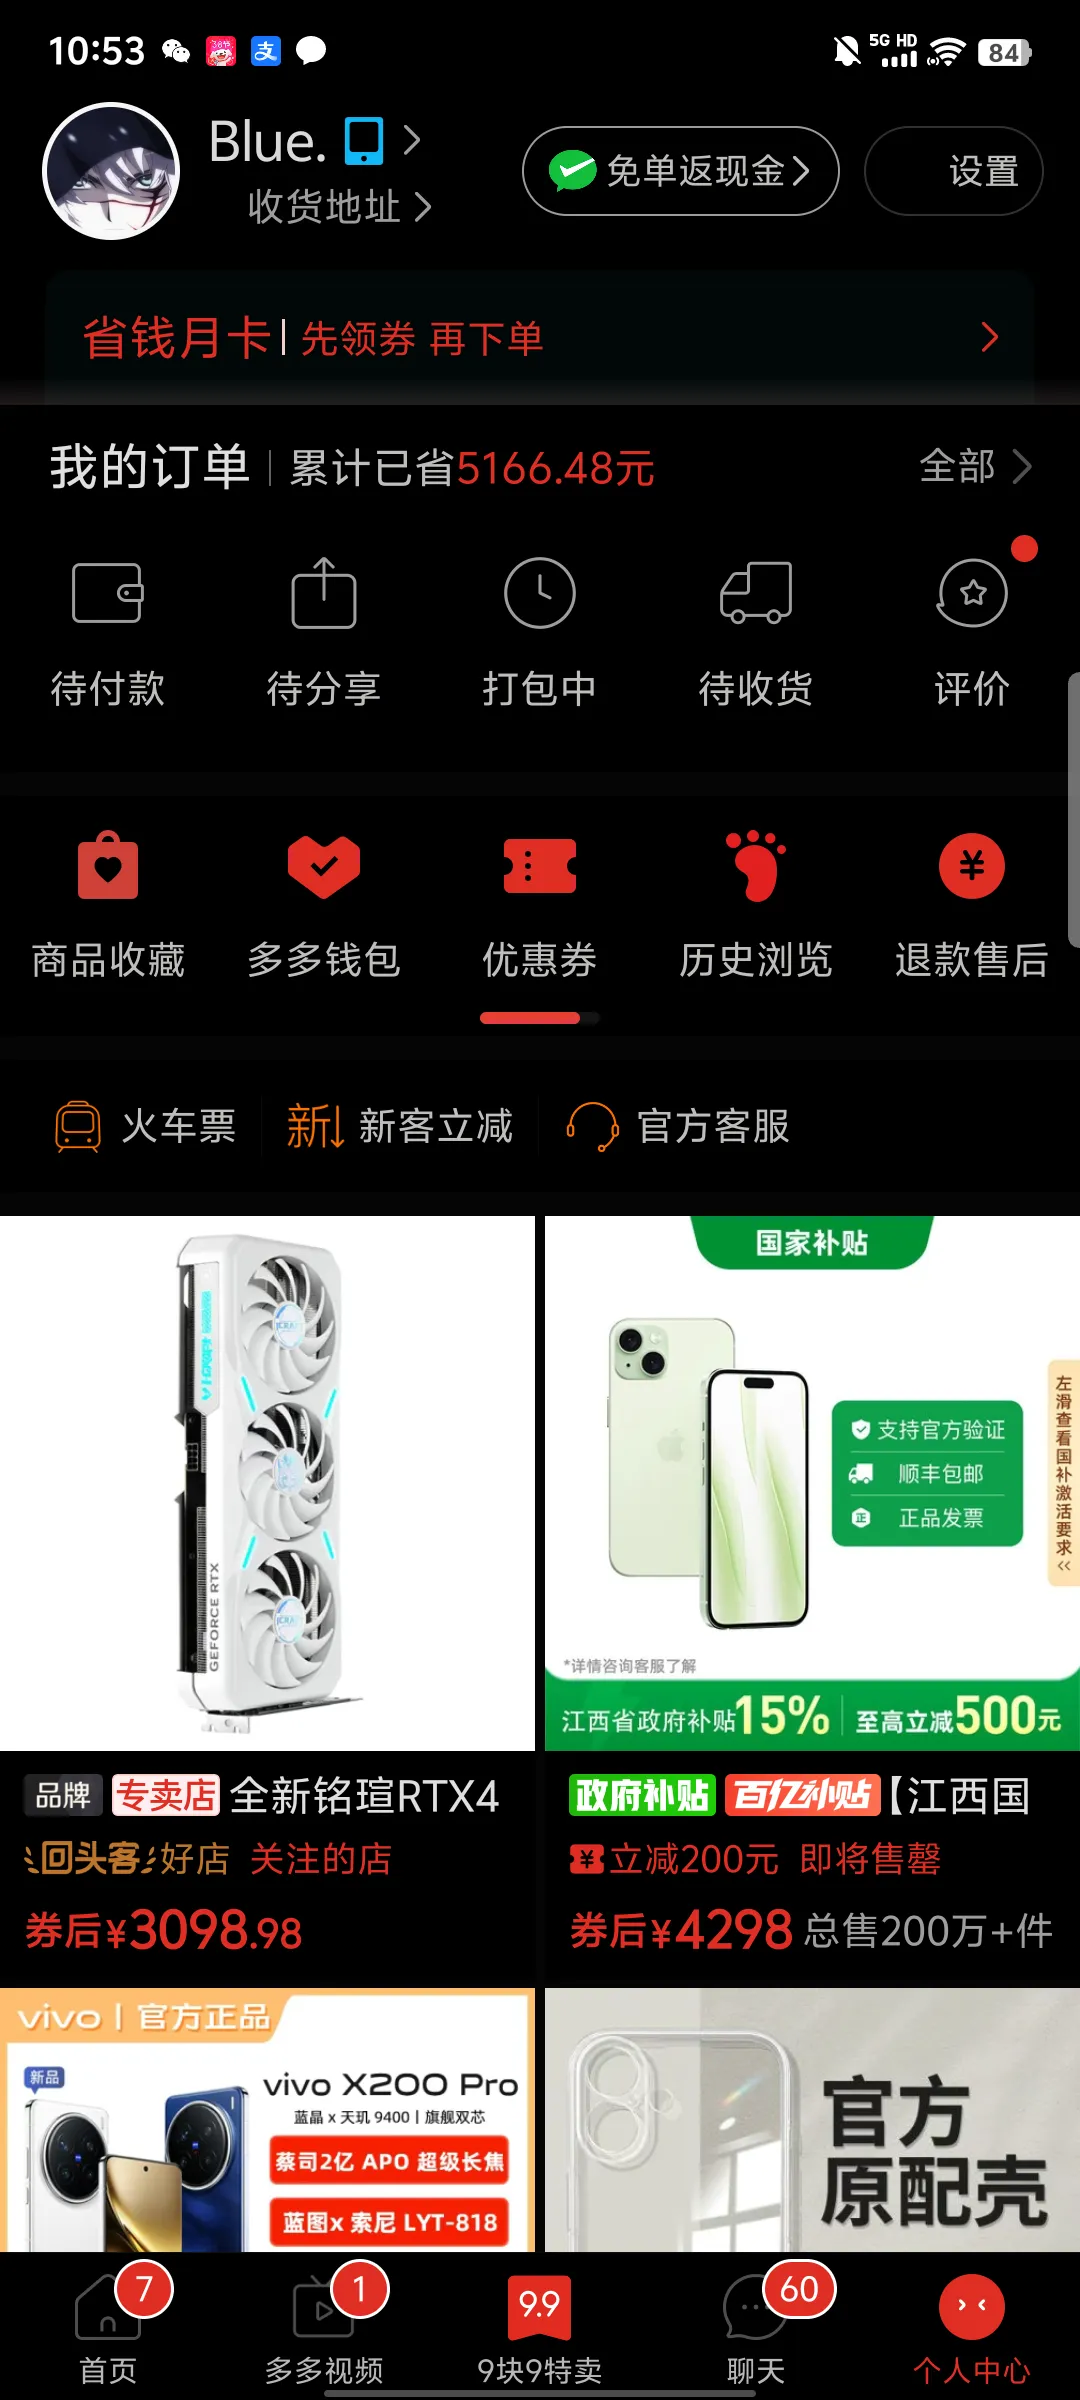 10:53
5G HD
84
Blue.
收货地址
免单返现金
设置
省钱月卡 先领券 再下单
我的订单 累计已省5166.48元
全部
待付款 待分享 打包中 待收货 评价
商品收藏 多多钱包 优惠券 历史浏览 退款售后
火车票 新 新客立减 官方客服
GEFORCE RTX
国家补贴
支持官方验证
顺丰包邮
正 正品发票
左滑查看国补激活要求
*详情咨询客服了解
江西省政府补贴15% 至高立减500元
品牌 专卖店 全新铭瑄RTX4
回头客 好店 关注的店
券后¥3098.98
政府补贴 百亿补贴 【江西国
立减200元 即将售罄
券后¥4298 总售200万+件
vivo | 官方正品
新品
vivo X200 Pro
蓝晶 x 天玑 9400 | 旗舰双芯
蔡司2亿 APO 超级长焦
蓝图x 索尼 LYT-818
官方
原配壳
7 1 9.9 60
首页 多多视频 9块9特卖 聊天 个人中心